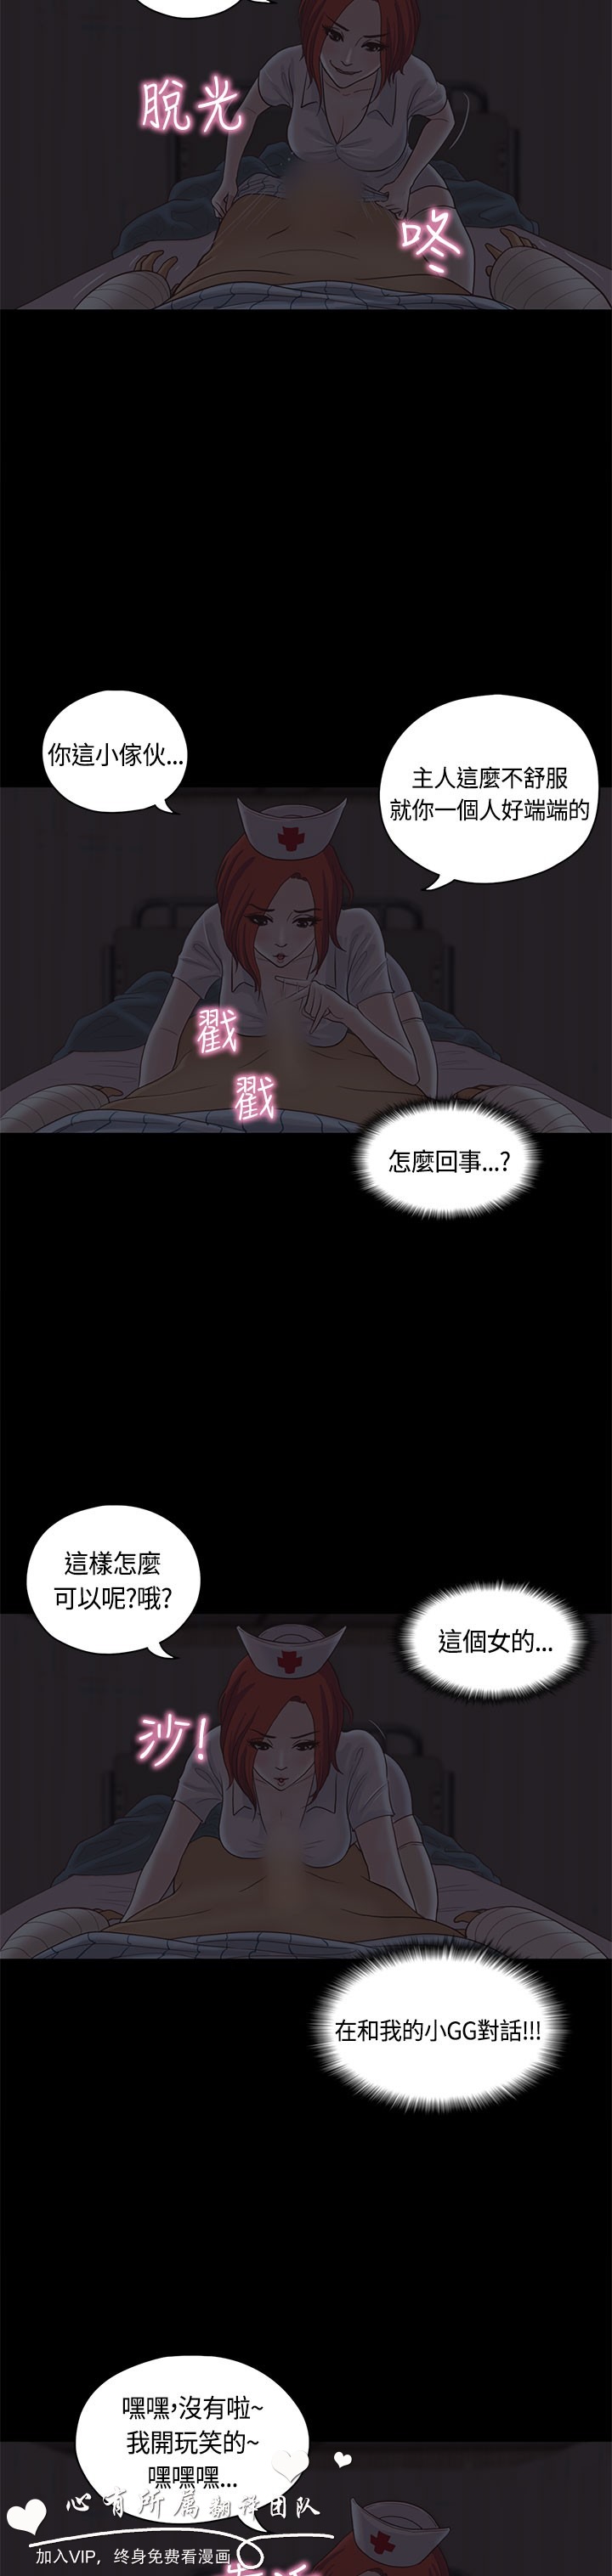 脫光
咚
你這小傢伙...
主人這麼不舒服
就你一個人好端端的
戳
戳
怎麼回事...?
這樣怎麼
可以呢?哦?
這個女的...
沙!
在和我的小GG對話!!!
嘿嘿,沒有啦~
我開玩笑的~
嘿嘿嘿...
心有所属翻译团队
加入VIP，终身免费看漫画